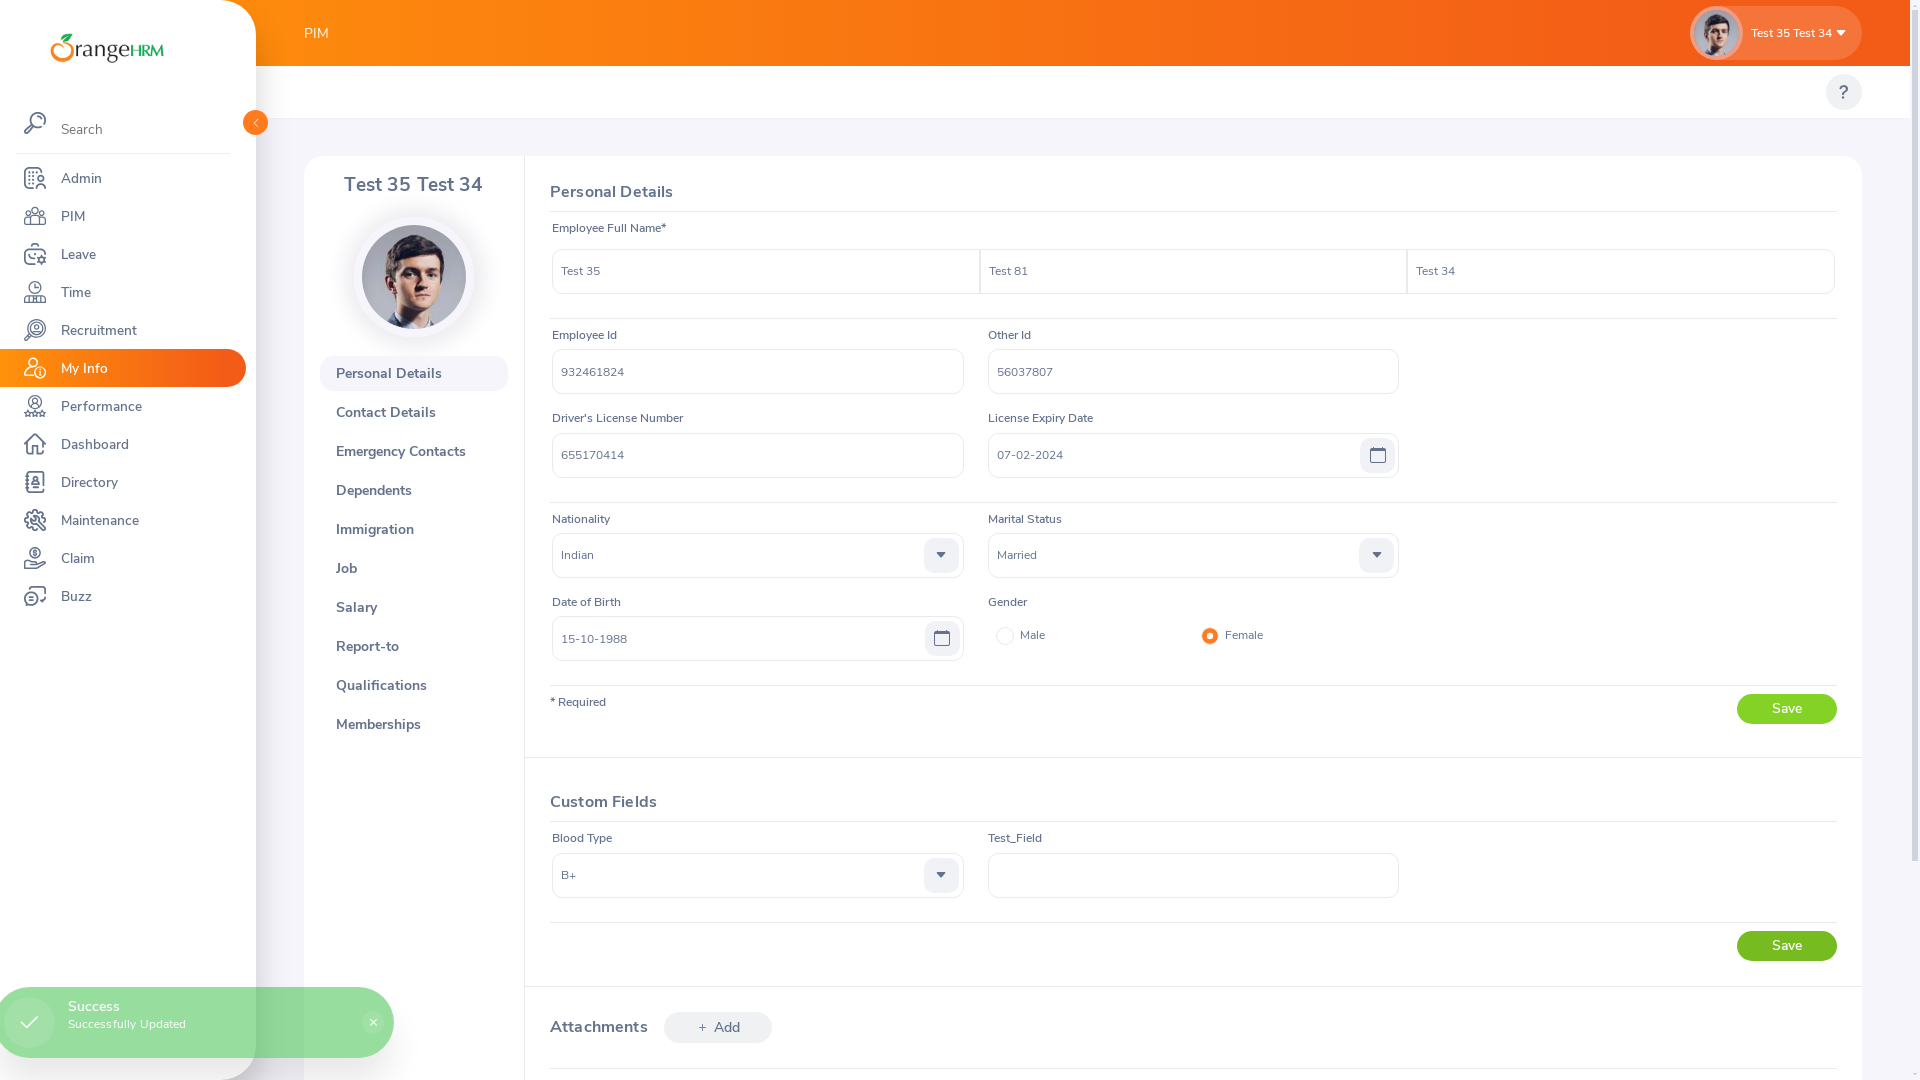 OrangeHRM
Search
Admin
PIM
Leave
Time
Recruitment
My Info
Performance
Dashboard
Directory
Maintenance
Claim
Buzz
PIM
Test 35 Test 34
?
Test 35 Test 34
Personal Details
Contact Details
Emergency Contacts
Dependents
Immigration
Job
Salary
Report-to
Qualifications
Memberships
Personal Details
Employee Full Name*
Test 35 Test 81 Test 34
Employee Id Other Id
932461824 56037807
Driver's License Number License Expiry Date
655170414 07-02-2024
Nationality Marital Status
Indian Married
Date of Birth Gender
15-10-1988 Male Female
* Required Save
Custom Fields
Blood Type Test_Field
B+
Save
Attachments + Add
Success
Successfully Updated
×